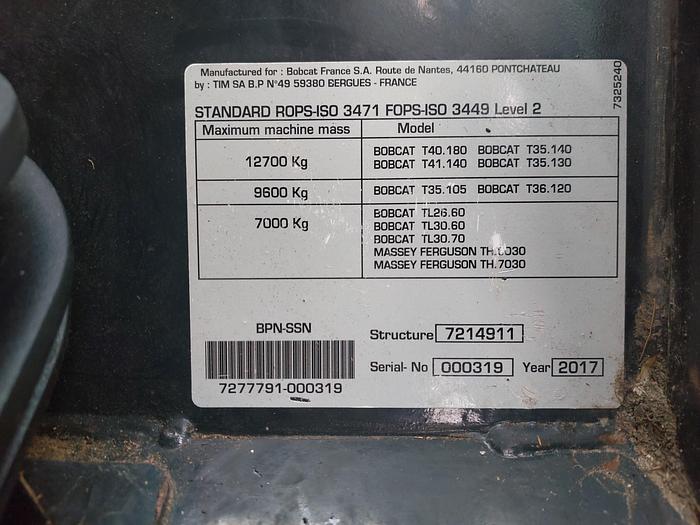 Manufactured for : Bobcat France S.A. Route de Nantes, 44160 PONTCHATEAU
by : TIM SA B.P N°49 59380 BERGUES - FRANCE
7325240
STANDARD ROPS-ISO 3471 FOPS-ISO 3449 Level 2
Maximum machine mass Model
12700 Kg
BOBCAT T40.180 BOBCAT T35.140
BOBCAT T41.140 BOBCAT T35.130
9600 Kg BOBCAT T35.105 BOBCAT T36.120
7000 Kg
BOBCAT TL26.60
BOBCAT TL30.60
BOBCAT TL30.70
MASSEY FERGUSON TH.6030
MASSEY FERGUSON TH.7030
BPN-SSN
7277791-000319
Structure 7214911
Serial- No 000319 Year 2017